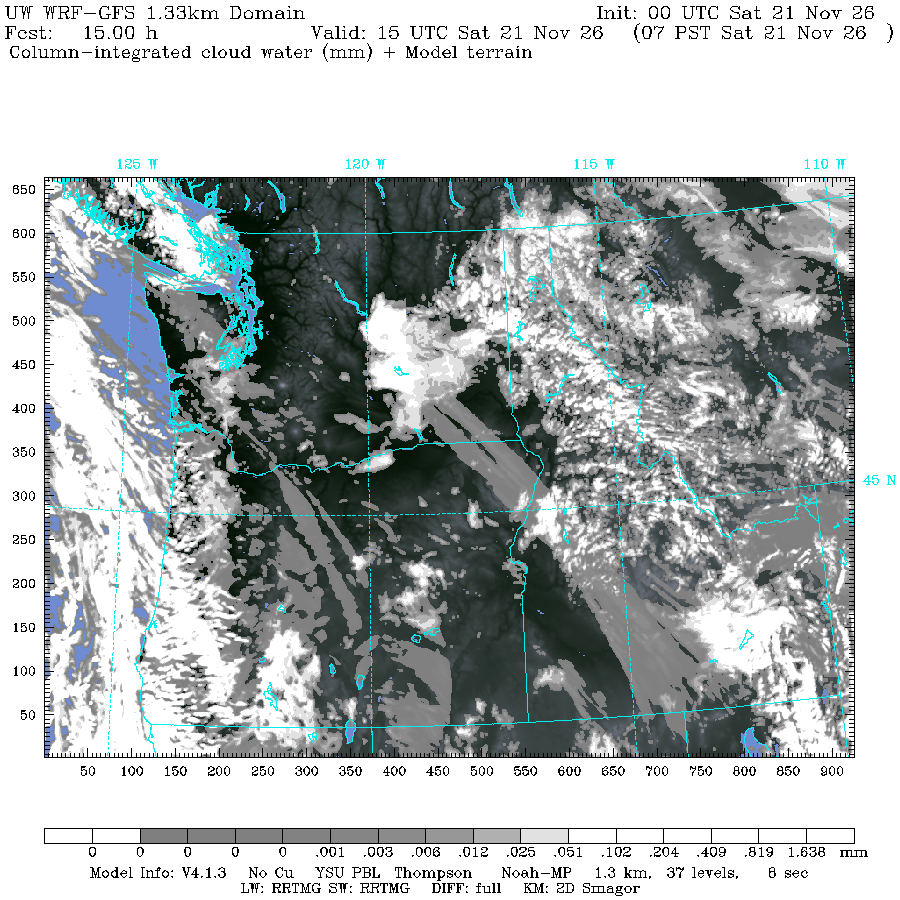 UW WRF-GFS 1.33km Domain Init: 00 UTC Sat 21 Nov 26
Fcst: 15.00 h Valid: 15 UTC Sat 21 Nov 26 (07 PST Sat 21 Nov 26 )
Column-integrated cloud water (mm) + Model terrain
125 W 120 W 115 W 110 W
650
600
550
500
45 N
450
400
350
300
250
200
150
100
50
50 100 150 200 250 300 350 400 450 500 550 600 650 700 750 800 850 900
0 0 0 0 0 .001 .003 .006 .012 .025 .051 .102 .204 .409 .819 1.638 mm
Model Info: V4.1.3 No Cu YSU PBL Thompson Noah-MP 1.3 km, 37 levels, 8 sec
LW: RRTMG SW: RRTMG DIFF: full KM: 2D Smagor